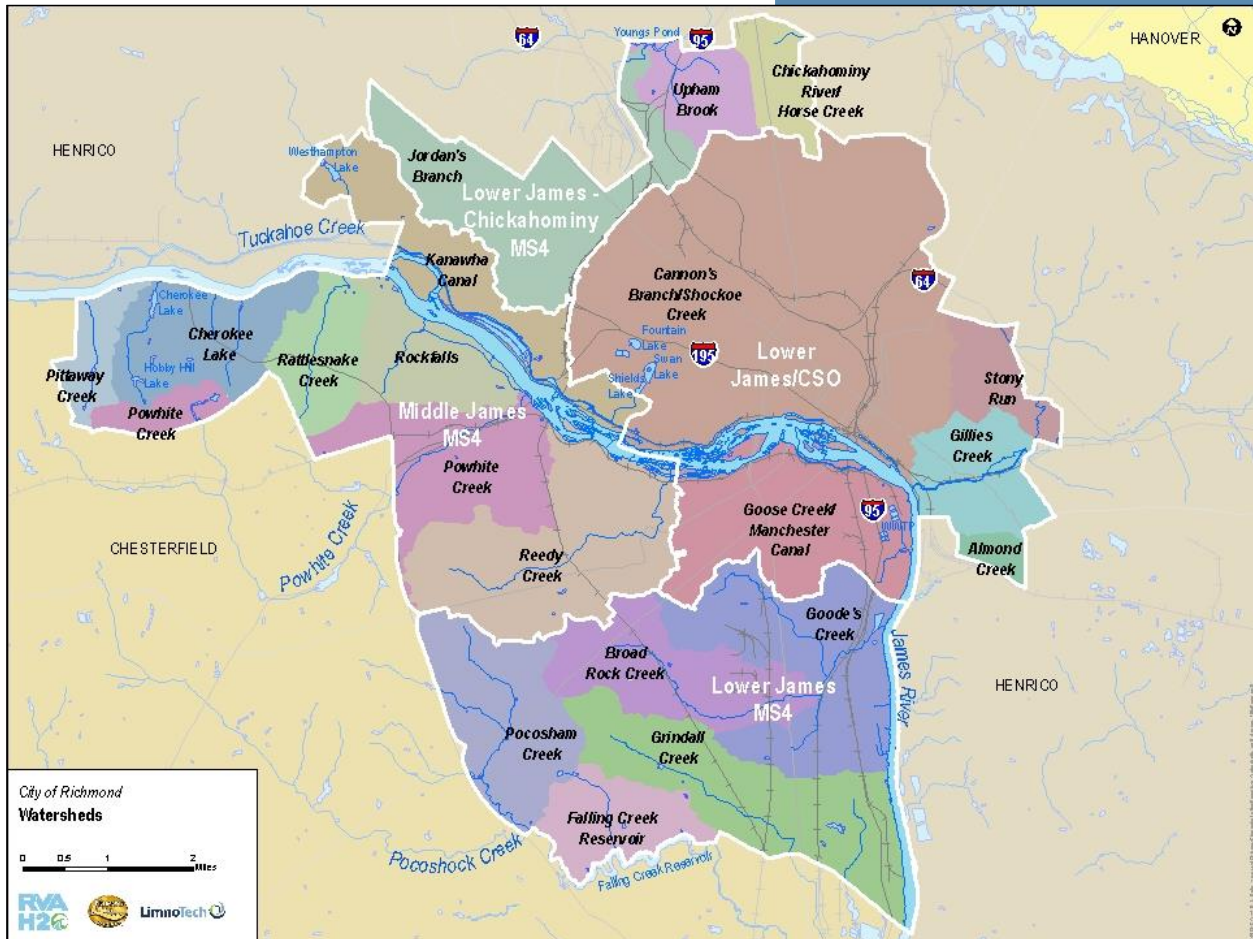 64
Youngs Pond
95
HANOVER
N
Chickahominy
River/
Horse Creek
Upham
Brook
HENRICO
Westhampton
Lake
Jordan's
Branch
Lower James -
Chickahominy
MS4
Tuckahoe Creek
Kanawha
Canal
Cannon's
Branch/Shockoe
Creek
64
Cherokee
Lake
Cherokee
Lake
Rattlesnake
Creek
Rockfalls
Fountain
Lake
195
Swan
Lake
Shields
Lake
Lower
James/CSO
Stony
Run
Pittaway
Creek
Hobby Hill
Lake
Powhite
Creek
Middle James
MS4
Gillies
Creek
Powhite
Creek
Goose Creek/
Manchester
Canal
95
WWTP
CHESTERFIELD
Powhite Creek
Reedy
Creek
Almond
Creek
Goode's
Creek
Broad
Rock Creek
Lower James
MS4
James River
HENRICO
Pocosham
Creek
Grindall
Creek
Falling Creek
Reservoir
Pocoshock Creek
Falling Creek Reservoir
City of Richmond
Watersheds
0 0.5 1 2
Miles
RVA
H2O
LimnoTech